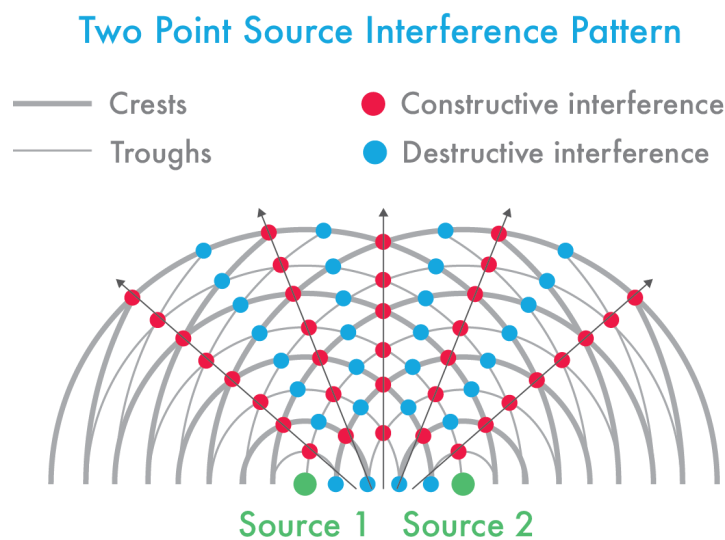 Two Point Source Interference Pattern
Crests
Constructive interference
Troughs
Destructive interference
Source 1
Source 2